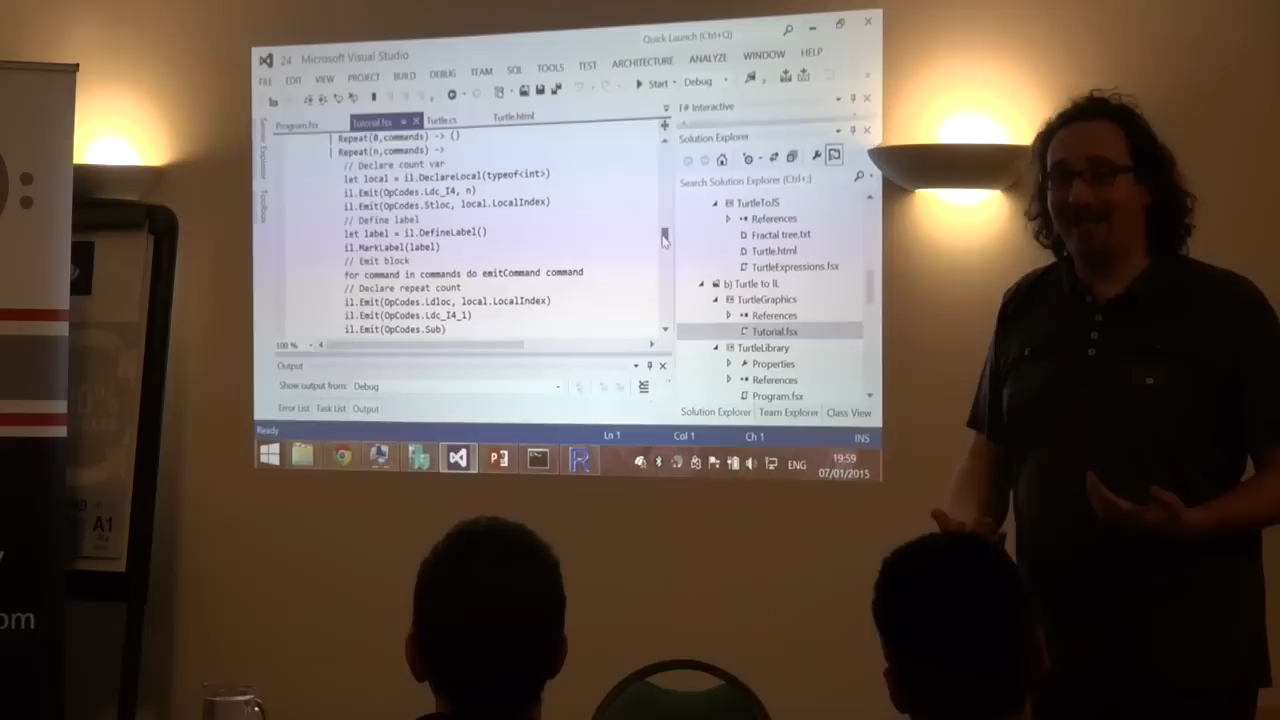 24 Microsoft Visual Studio
Quick Launch (Ctrl+Q)
FILE EDIT VIEW PROJECT BUILD DEBUG TEAM SQL TOOLS TEST ARCHITECTURE ANALYZE WINDOW HELP
Start Debug
Program.fsx Tutorial.fsx Turtle.cs Turtle.html
Server Explorer
Toolbox
| Repeat(0,commands) -> ()
| Repeat(n,commands) ->
// Declare count var
let local = il.DeclareLocal(typeof<int>)
il.Emit(OpCodes.Ldc_I4, n)
il.Emit(OpCodes.Stloc, local.LocalIndex)
// Define label
let label = il.DefineLabel()
il.MarkLabel(label)
// Emit block
for command in commands do emitCommand command
// Declare repeat count
il.Emit(OpCodes.Ldloc, local.LocalIndex)
il.Emit(OpCodes.Ldc_I4_1)
il.Emit(OpCodes.Sub)
100 %
Output
Show output from: Debug
Error List Task List Output
F# Interactive
Solution Explorer
Search Solution Explorer (Ctrl+;)
TurtleToJS
References
Fractal tree.txt
Turtle.html
TurtleExpressions.fsx
b) Turtle to IL
TurtleGraphics
References
Tutorial.fsx
TurtleLibrary
Properties
References
Program.fsx
Solution Explorer Team Explorer Class View
Ready Ln 1 Col 1 Ch 1 INS
ENG
19:59
07/01/2015
A1
om